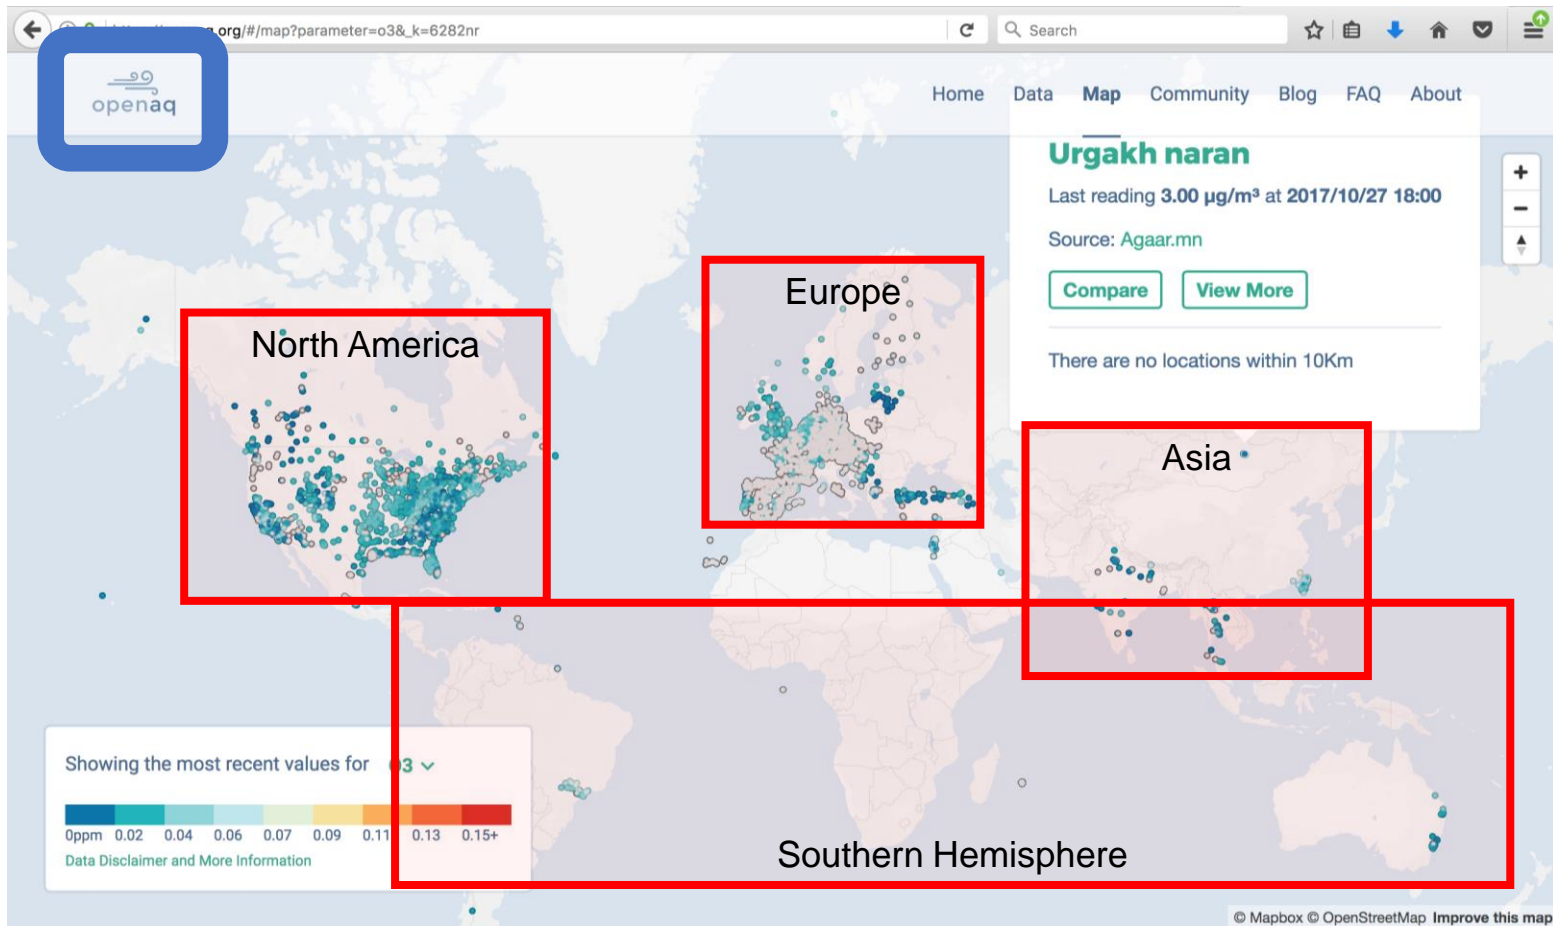 org/#/map?parameter=o3&_k=6282nr
Search
openaq
Home Data Map Community Blog FAQ About
Urgakh naran
Last reading 3.00 µg/m³ at 2017/10/27 18:00
Source: Agaar.mn
Compare View More
There are no locations within 10Km
North America
Europe
Asia
Southern Hemisphere
Showing the most recent values for 3
0ppm 0.02 0.04 0.06 0.07 0.09 0.11 0.13 0.15+
Data Disclaimer and More Information
© Mapbox © OpenStreetMap Improve this map